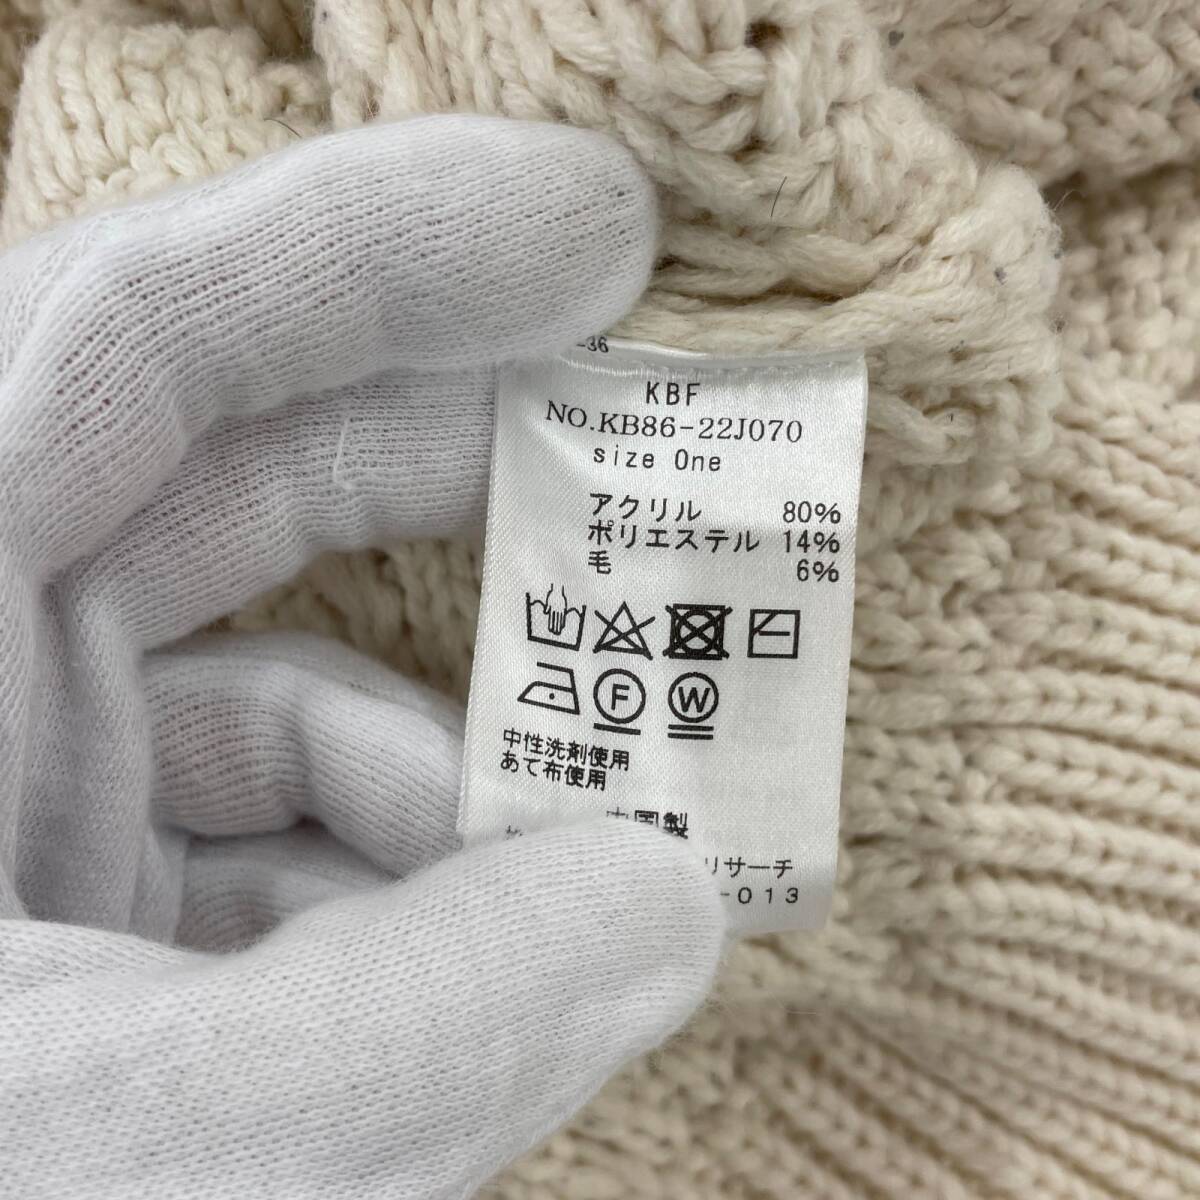 -36
KBF
NO.KB86-22J070
size One
アクリル 80%
ポリエステル 14%
毛 6%
F W
中性洗剤使用
あて布使用
中国製
リサーチ
-013